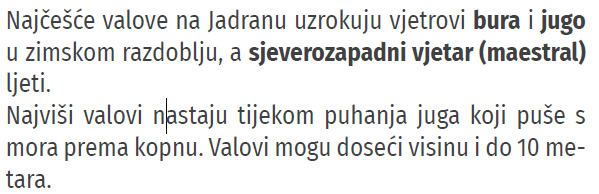 Najčešće valove na Jadranu uzrokuju vjetrovi bura i jugo
u zimskom razdoblju, a sjeverozapadni vjetar (maestral)
ljeti.
Najviši valovi nastaju tijekom puhanja juga koji puše s
mora prema kopnu. Valovi mogu doseći visinu i do 10 me-
tara.